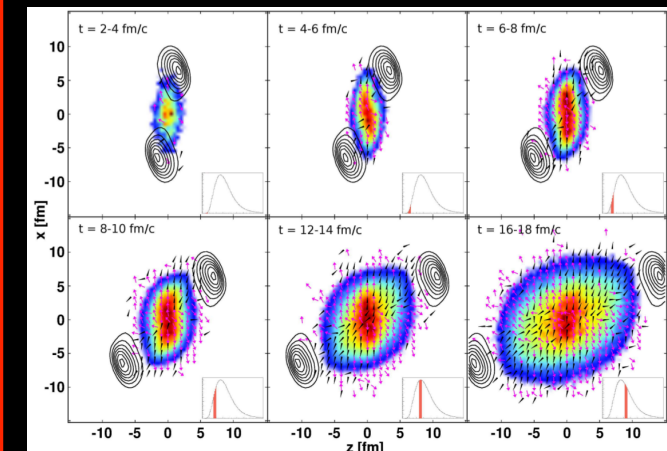 t = 2-4 fm/c
t = 4-6 fm/c
t = 6-8 fm/c
10
5
0
-5
-10
x [fm]
t = 8-10 fm/c
t = 12-14 fm/c
t = 16-18 fm/c
10
5
0
-5
-10
-10 -5 0 5 10
-10 -5 0 5 10
-10 -5 0 5 10
z [fm]